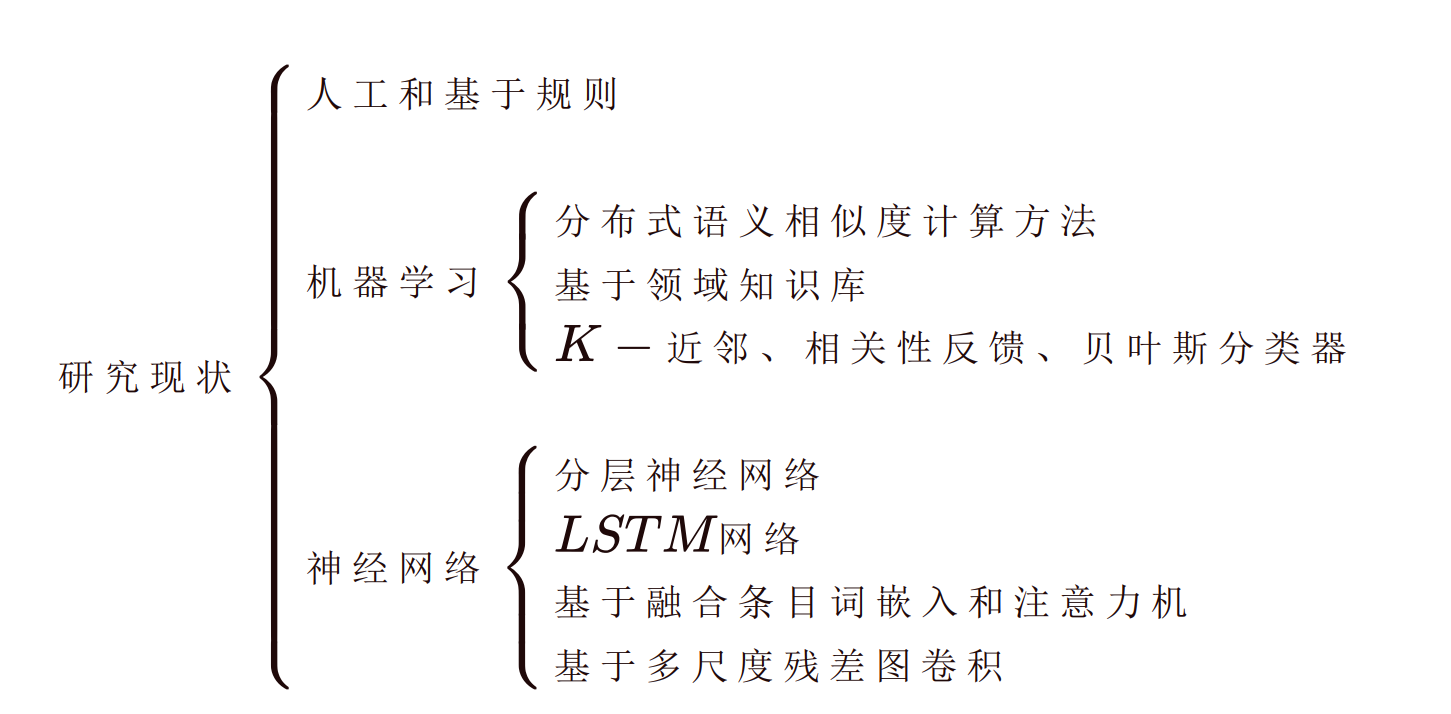 研究现状
人工和基于规则
机器学习
分布式语义相似度计算方法
基于领域知识库
K－近邻、相关性反馈、贝叶斯分类器
神经网络
分层神经网络
LSTM网络
基于融合条目词嵌入和注意力机
基于多尺度残差图卷积